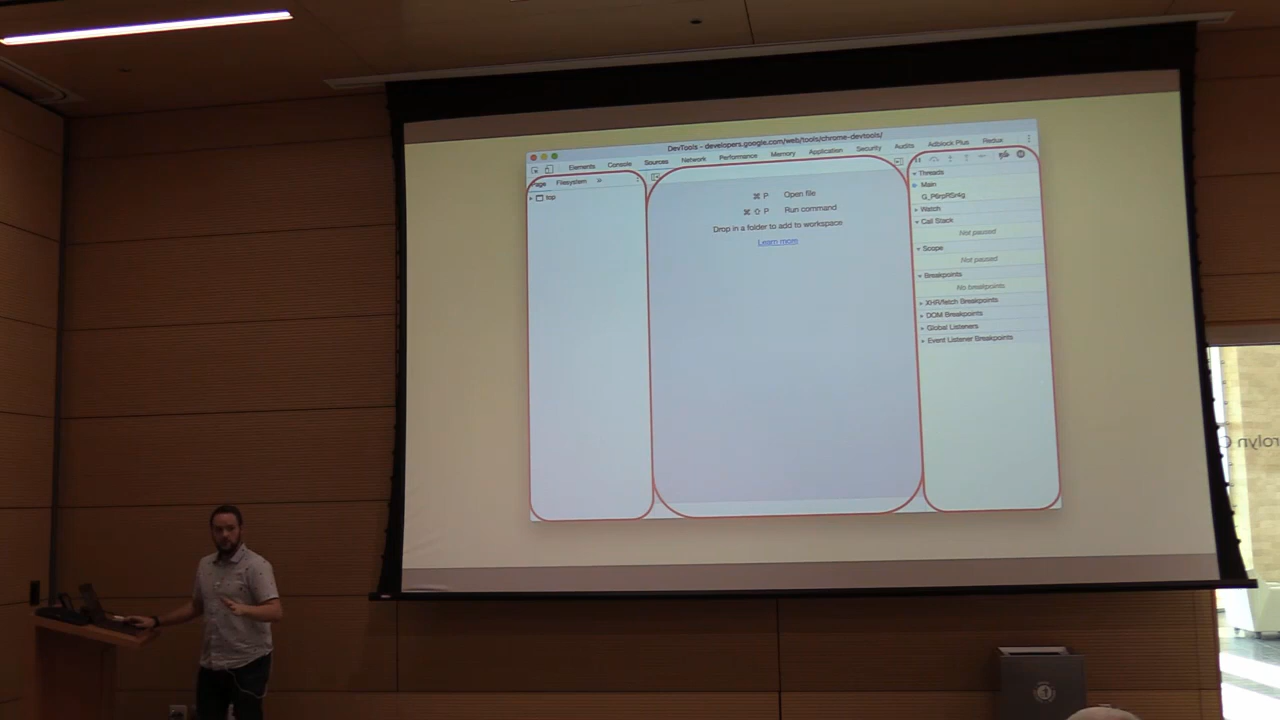 DevTools - developers.google.com/web/tools/chrome-devtools/
Elements Console Sources Network Performance Memory Application Security Audits Adblock Plus Redux
Page Filesystem »
top
⌘ P Open file
⌘ ⇧ P Run command
Drop in a folder to add to workspace
Learn more
Threads
Main
Watch
Call Stack
Not paused
Scope
Not paused
Breakpoints
No breakpoints
XHR/fetch Breakpoints
DOM Breakpoints
Global Listeners
Event Listener Breakpoints